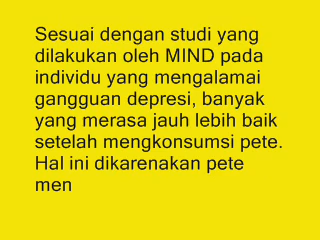 Sesuai dengan studi yang
dilakukan oleh MIND pada
individu yang mengalamai
gangguan depresi, banyak
yang merasa jauh lebih baik
setelah mengkonsumsi pete.
Hal ini dikarenakan pete
men